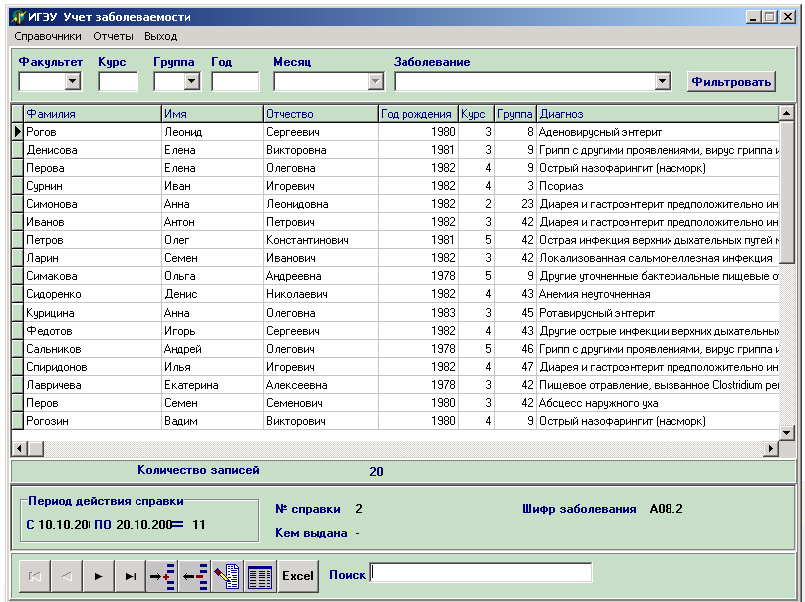 ИГЭУ Учет заболеваемости
Справочники Отчеты Выход
Факультет Курс Группа Год Месяц Заболевание
Фильтровать
Фамилия Имя Отчество Год рождения Курс Группа Диагноз
Рогов Леонид Сергеевич 1980 3 8 Аденовирусный энтерит
Денисова Елена Викторовна 1981 3 9 Грипп с другими проявлениями, вирус гриппа и
Перова Елена Олеговна 1982 4 9 Острый назофарингит (насморк)
Сурнин Иван Игоревич 1982 4 3 Псориаз
Симонова Анна Леонидовна 1982 2 23 Диарея и гастроэнтерит предположительно ин
Иванов Антон Петрович 1982 3 42 Диарея и гастроэнтерит предположительно ин
Петров Олег Константинович 1981 5 42 Острая инфекция верхних дыхательных путей
Ларин Семен Иванович 1982 3 42 Локализованная сальмонеллезная инфекция
Симакова Ольга Андреевна 1978 5 9 Другие уточненные бактериальные пищевые о
Сидоренко Денис Николаевич 1982 4 43 Анемия неуточненная
Курицина Анна Олеговна 1983 3 45 Ротавирусный энтерит
Федотов Игорь Сергеевич 1982 4 43 Другие острые инфекции верхних дыхательных
Сальников Андрей Олегович 1978 5 46 Грипп с другими проявлениями, вирус гриппа и
Спиридонов Илья Игоревич 1982 4 47 Диарея и гастроэнтерит предположительно ин
Лавричева Екатерина Алексеевна 1978 3 42 Пищевое отравление, вызванное Clostridium per
Перов Семен Семенович 1980 3 42 Абсцесс наружного уха
Рогозин Вадим Викторович 1980 4 9 Острый назофарингит (насморк)
Количество записей 20
Период действия справки
С 10.10.20 ПО 20.10.200= 11
№ справки 2
Шифр заболевания А08.2
Кем выдана -
Excel Поиск